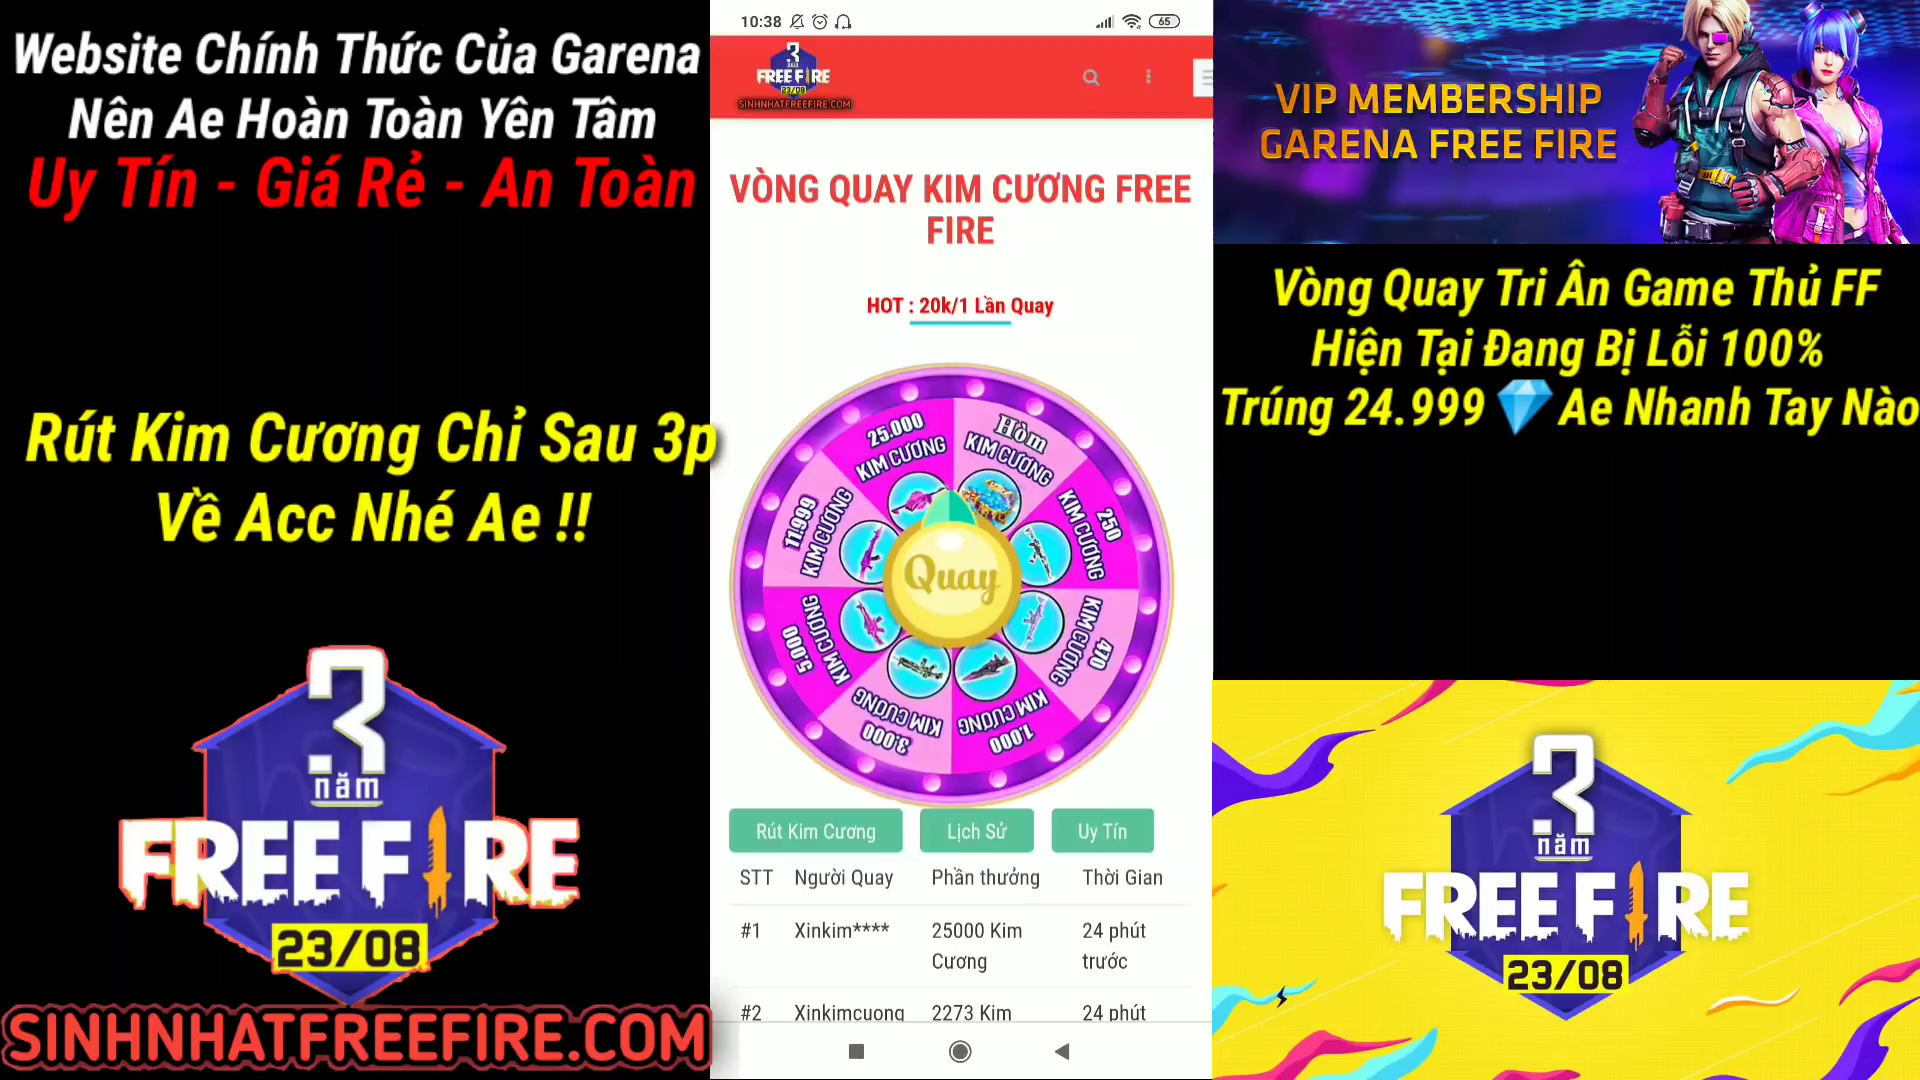 Website Chính Thức Của Garena
Nên Ae Hoàn Toàn Yên Tâm
Uy Tín - Giá Rẻ - An Toàn
Rút Kim Cương Chỉ Sau 3p
Về Acc Nhé Ae !!
3
năm
FREE FIRE
23/08
SINHNHATFREEFIRE.COM
10:38
65
3
FREE FIRE
23/08
SINHNHATFREEFIRE.COM
VÒNG QUAY KIM CƯƠNG FREE
FIRE
HOT : 20k/1 Lần Quay
25.000
KIM CƯƠNG
Hòm
KIM CƯƠNG
250
KIM CƯƠNG
470
KIM CƯƠNG
1.000
KIM CƯƠNG
3.000
KIM CƯƠNG
5.000
KIM CƯƠNG
11.999
KIM CƯƠNG
Quay
Rút Kim Cương
Lịch Sử
Uy Tín
STT Người Quay Phần thưởng Thời Gian
#1 Xinkim**** 25000 Kim 24 phút
Cương trước
#2 Xinkimcuong 2273 Kim 24 phút
VIP MEMBERSHIP
GARENA FREE FIRE
Vòng Quay Tri Ân Game Thủ FF
Hiện Tại Đang Bị Lỗi 100%
Trúng 24.999 💎 Ae Nhanh Tay Nào
3
năm
FREE FIRE
23/08